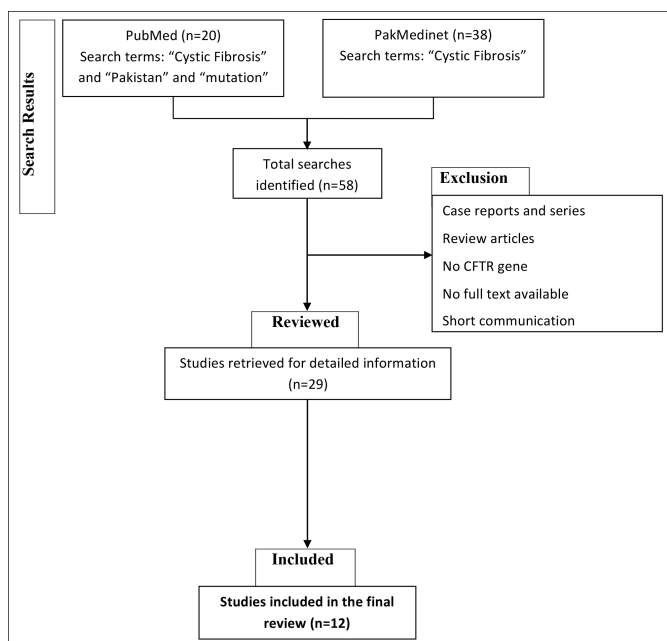 Search Results
PubMed (n=20)
Search terms: “Cystic Fibrosis”
and “Pakistan” and “mutation”
PakMedinet (n=38)
Search terms: “Cystic Fibrosis”
Total searches
identified (n=58)
Exclusion
Case reports and series
Review articles
No CFTR gene
No full text available
Short communication
Reviewed
Studies retrieved for detailed information
(n=29)
Included
Studies included in the final
review (n=12)